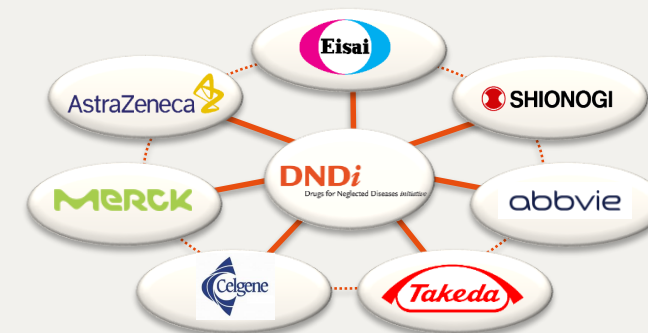 Eisai
AstraZeneca
SHIONOGI
DNDi
Drugs for Neglected Diseases initiative
MERCK
abbvie
Celgene
Takeda